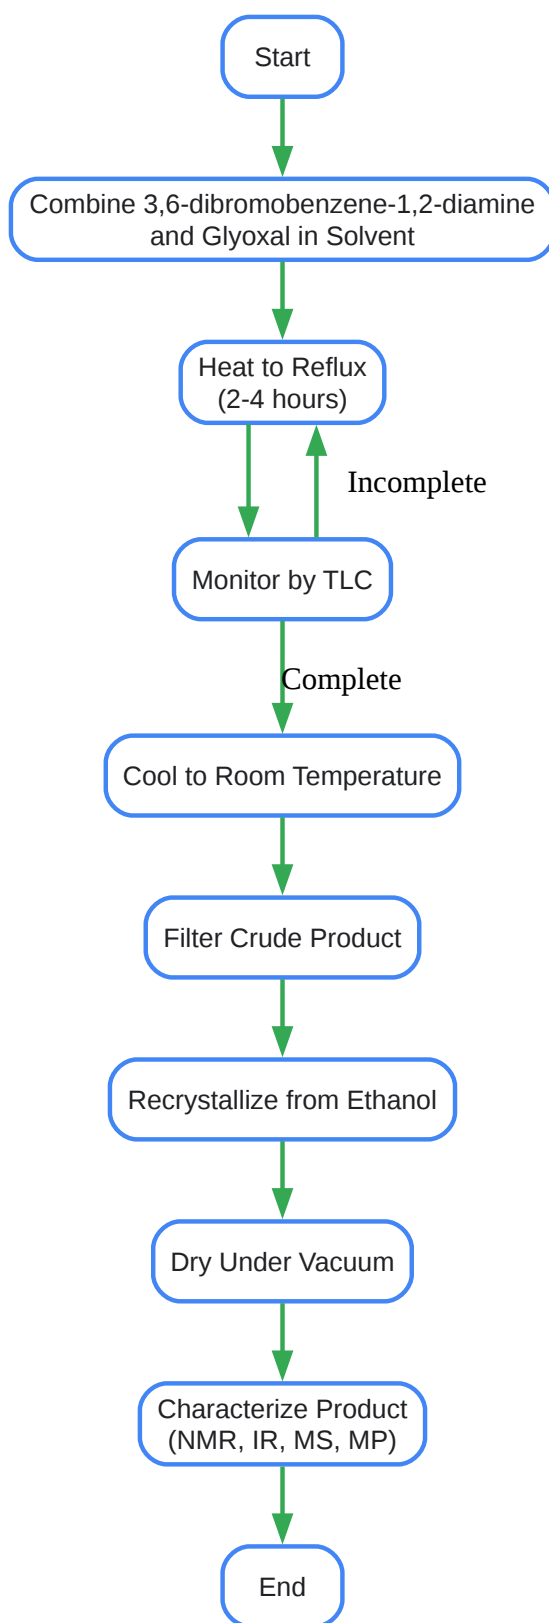 Start
Combine 3,6-dibromobenzene-1,2-diamine
and Glyoxal in Solvent
Heat to Reflux
(2-4 hours)
Incomplete
Monitor by TLC
Complete
Cool to Room Temperature
Filter Crude Product
Recrystallize from Ethanol
Dry Under Vacuum
Characterize Product
(NMR, IR, MS, MP)
End